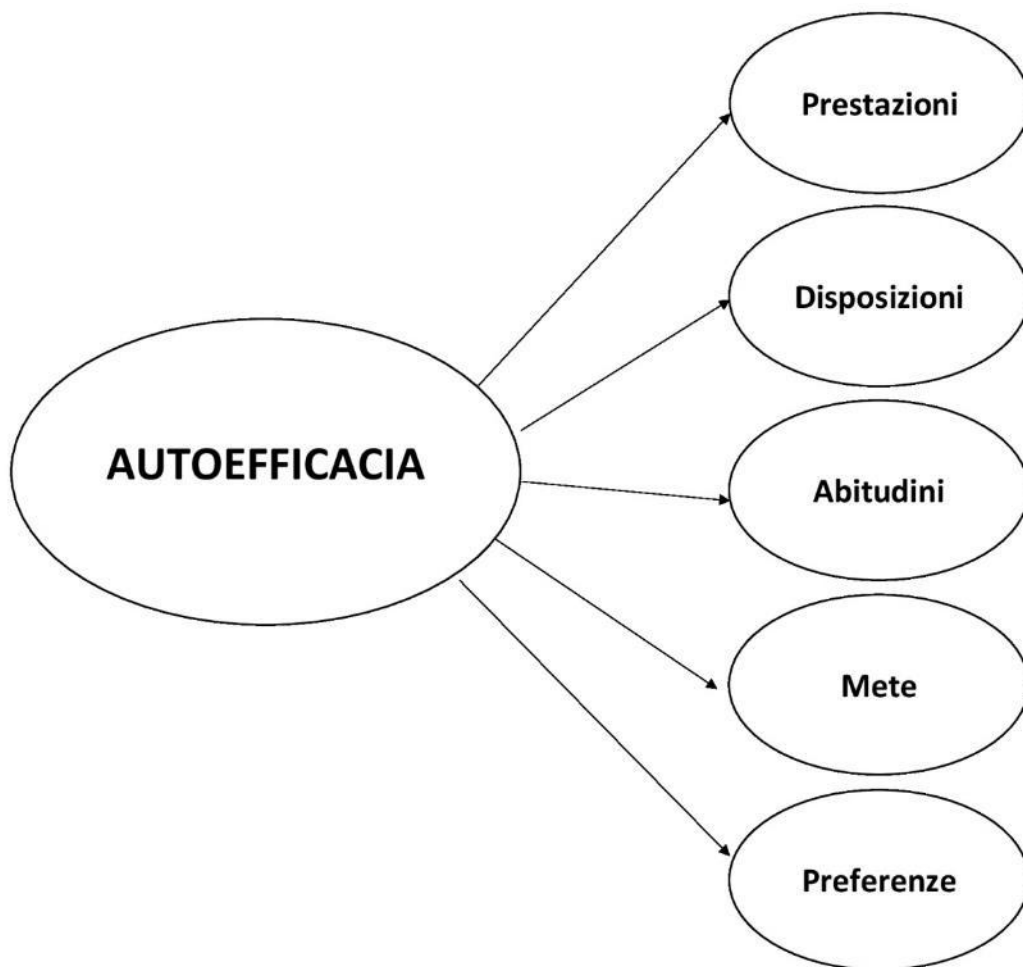 Prestazioni
Disposizioni
AUTOEFFICACIA
Abitudini
Mete
Preferenze